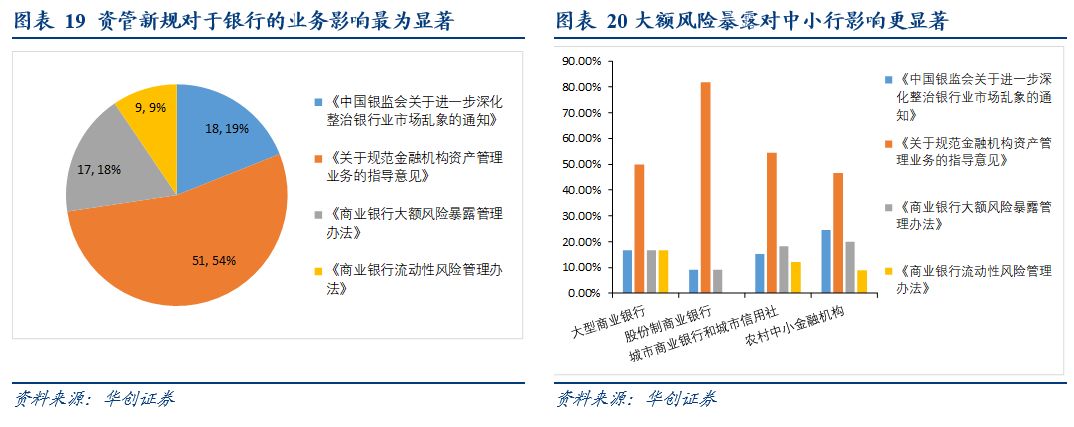 图表 19 资管新规对于银行的业务影响最为显著
18, 19%
51, 54%
17, 18%
9, 9%
《中国银监会关于进一步深化
整治银行业市场乱象的通知》
《关于规范金融机构资产管理
业务的指导意见》
《商业银行大额风险暴露管理
办法》
《商业银行流动性风险管理办
法》
资料来源：华创证券
图表 20 大额风险暴露对中小行影响更显著
90.00%
80.00%
70.00%
60.00%
50.00%
40.00%
30.00%
20.00%
10.00%
0.00%
大型商业银行
股份制商业银行
城市商业银行和城市信用社
农村中小金融机构
《中国银监会关于进一步深
化整治银行业市场乱象的通
知》
《关于规范金融机构资产管
理业务的指导意见》
《商业银行大额风险暴露管
理办法》
《商业银行流动性风险管理
办法》
资料来源：华创证券